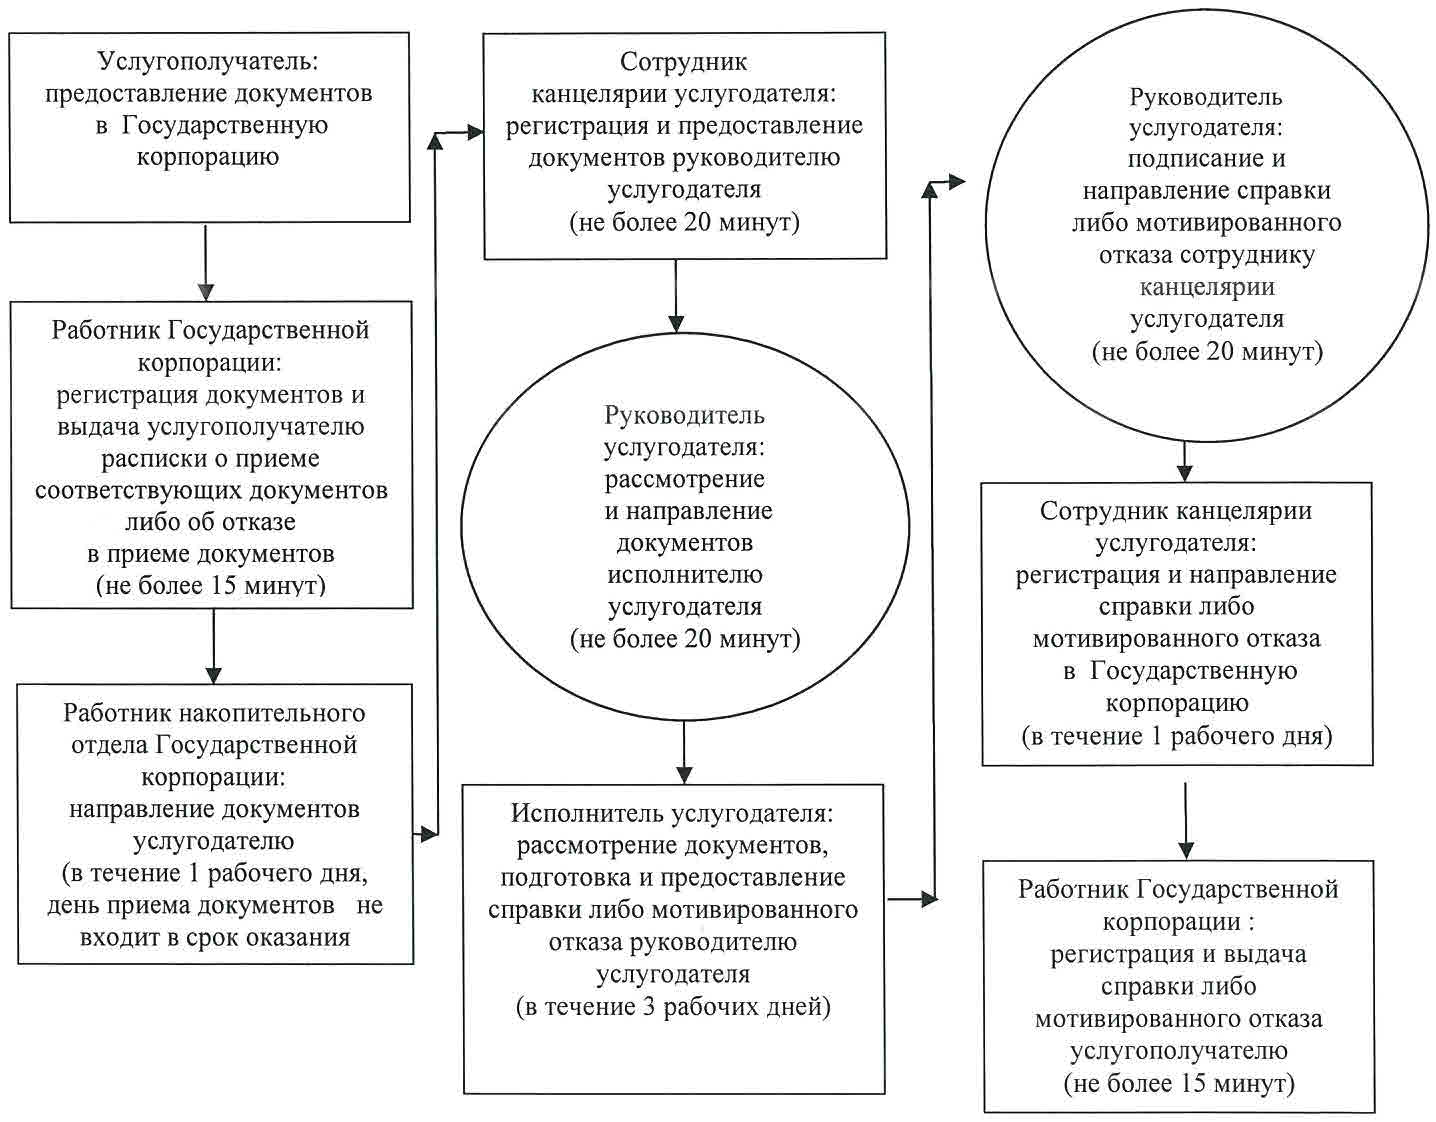 Услугополучатель:
предоставление документов
в Государственную
корпорацию
Работник Государственной
корпорации:
регистрация документов и
выдача услугополучателю
расписки о приеме
соответствующих документов
либо об отказе
в приеме документов
(не более 15 минут)
Работник накопительного
отдела Государственной
корпорации:
направление документов
услугодателю
(в течение 1 рабочего дня,
день приема документов не
входит в срок оказания
Сотрудник
канцелярии услугодателя:
регистрация и предоставление
документов руководителю
услугодателя
(не более 20 минут)
Руководитель
услугодателя:
рассмотрение
и направление
документов
исполнителю
услугодателя
(не более 20 минут)
Исполнитель услугодателя:
рассмотрение документов,
подготовка и предоставление
справки либо мотивированного
отказа руководителю
услугодателя
(в течение 3 рабочих дней)
Руководитель
услугодателя:
подписание и
направление справки
либо мотивированного
отказа сотруднику
канцелярии
услугодателя
(не более 20 минут)
Сотрудник канцелярии
услугодателя:
регистрация и направление
справки либо
мотивированного отказа
в Государственную
корпорацию
(в течение 1 рабочего дня)
Работник Государственной
корпорации :
регистрация и выдача
справки либо
мотивированного отказа
услугополучателю
(не более 15 минут)